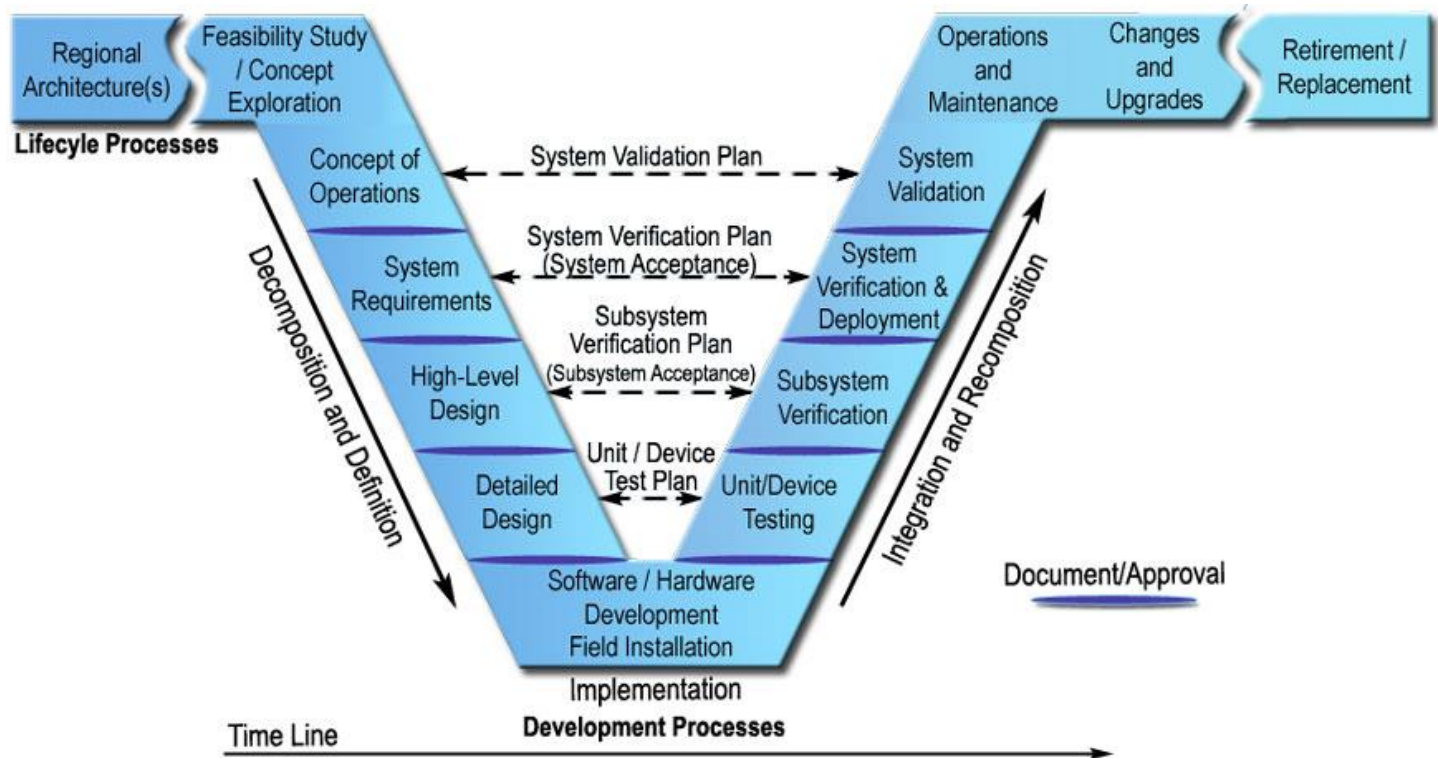 Regional
Architecture(s)
Feasibility Study
/ Concept
Exploration
Operations
and
Maintenance
Changes
and
Upgrades
Retirement /
Replacement
Lifecyle Processes
Concept of
Operations
System Validation Plan
System
Validation
System
Requirements
System Verification Plan
(System Acceptance)
System
Verification &
Deployment
High-Level
Design
Subsystem
Verification Plan
(Subsystem Acceptance)
Subsystem
Verification
Detailed
Design
Unit / Device
Test Plan
Unit/Device
Testing
Decomposition and Definition
Integration and Recomposition
Software / Hardware
Development
Field Installation
Document/Approval
Implementation
Development Processes
Time Line